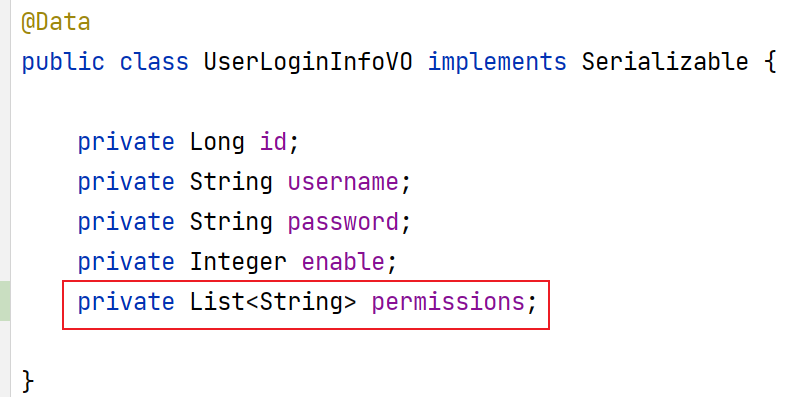 @Data
public class UserLoginInfoVO implements Serializable {
private Long id;
private String username;
private String password;
private Integer enable;
private List<String> permissions;
}